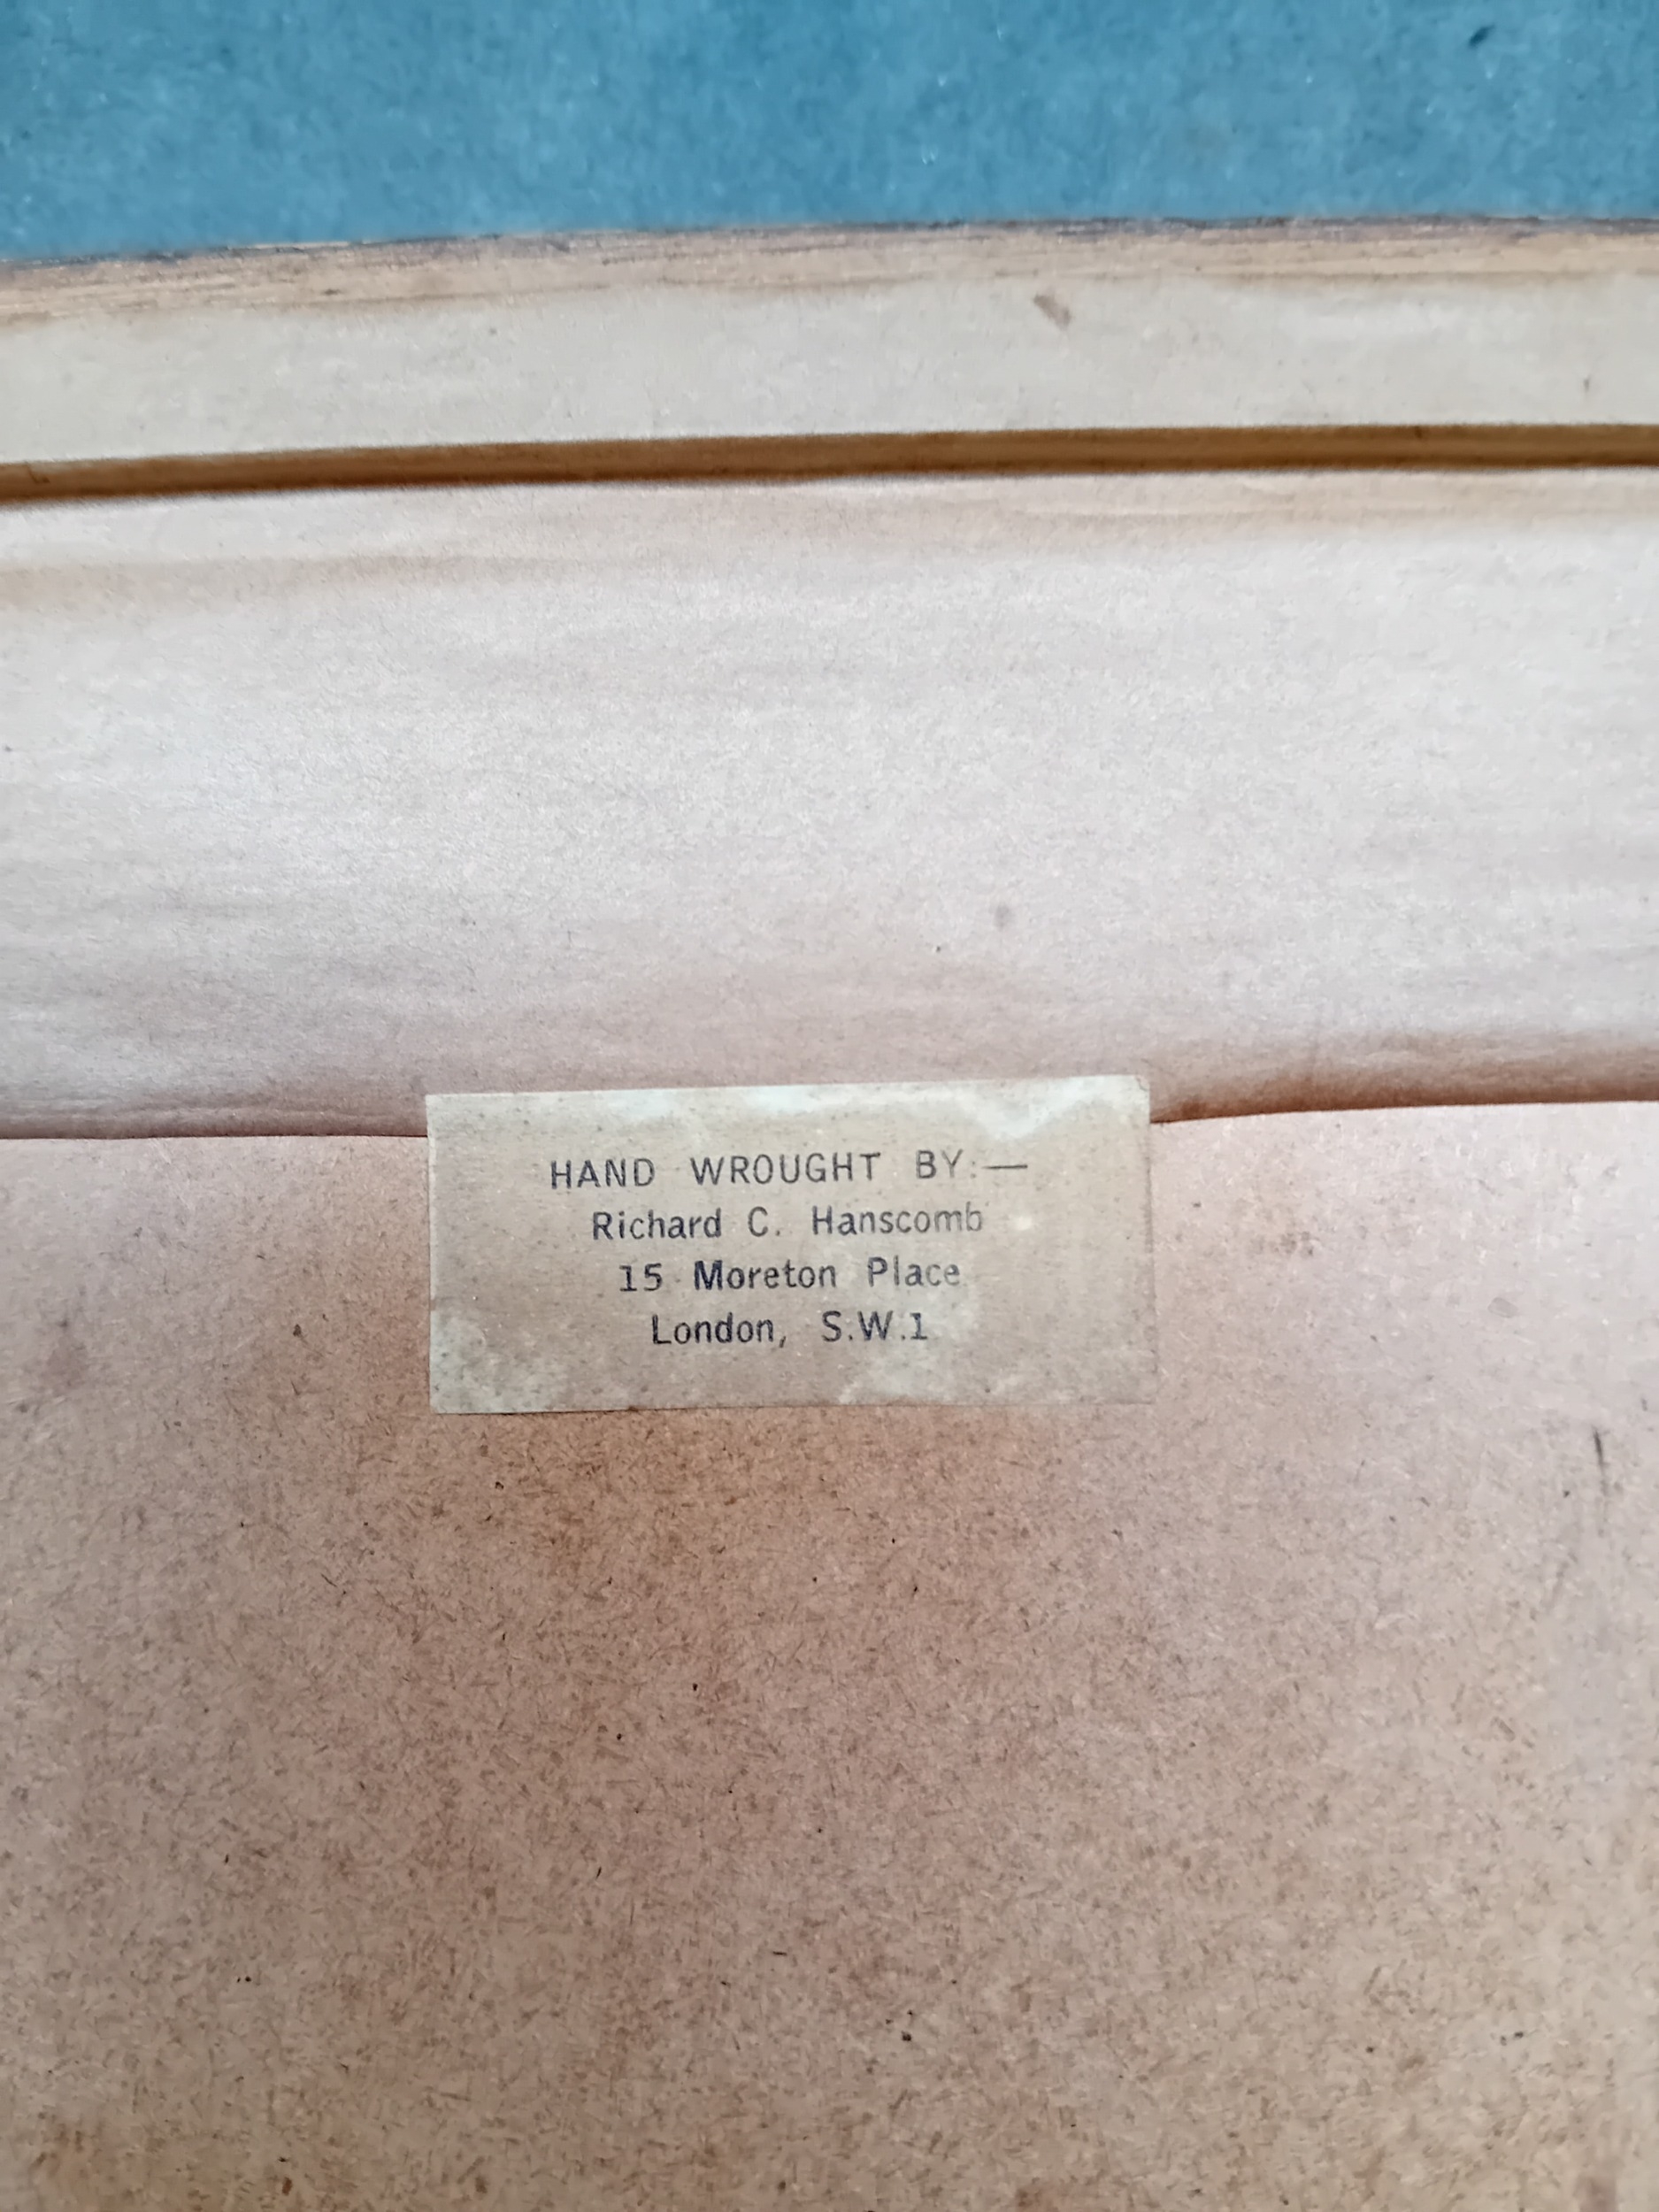 HAND WROUGHT BY:—
Richard C. Hanscomb
15 Moreton Place
London, S.W.1